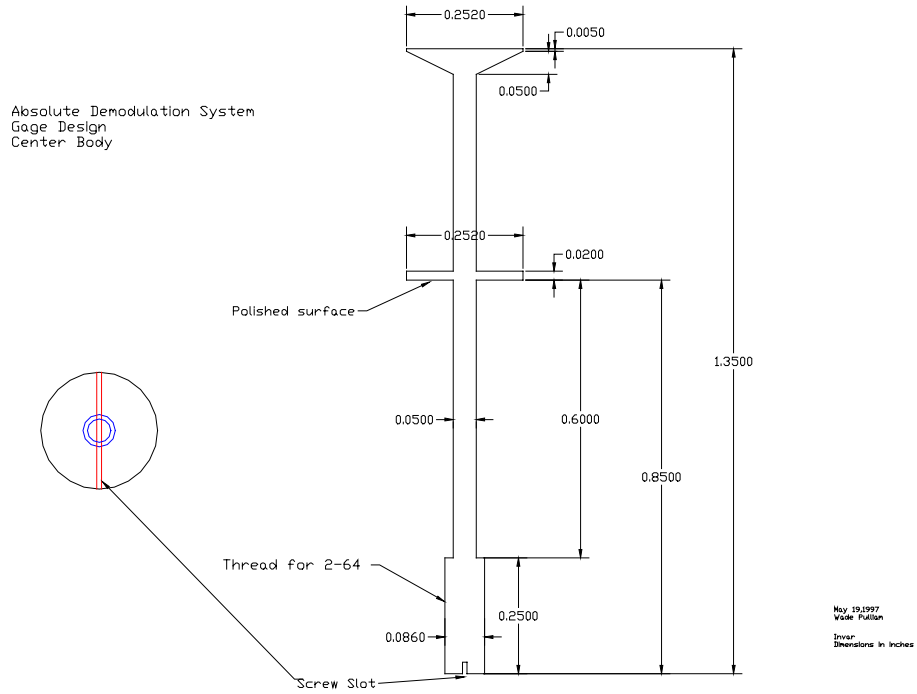 0.2520
0.0050
0.0500
Absolute Demodulation System
Gage Design
Center Body
0.2520
0.0200
Polished surface
1.3500
0.0500
0.6000
0.8500
Thread for 2-64
0.2500
0.0860
May 19,1997
Wade Pulliam
Invar
Dimensions in inches
Screw Slot